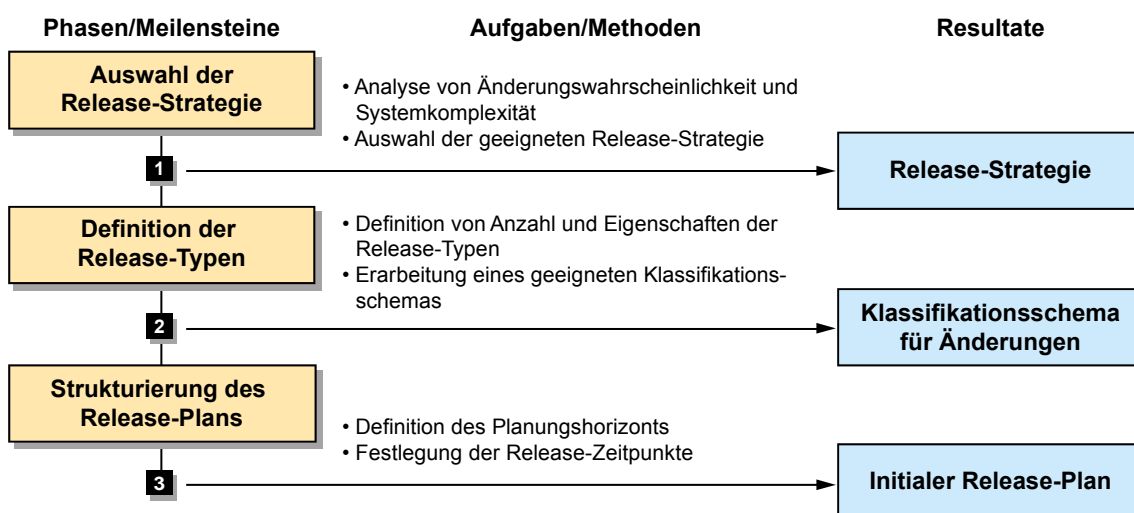 Phasen/Meilensteine
Aufgaben/Methoden
Resultate
Auswahl der
Release-Strategie
• Analyse von Änderungswahrscheinlichkeit und
Systemkomplexität
• Auswahl der geeigneten Release-Strategie
1
Release-Strategie
Definition der
Release-Typen
• Definition von Anzahl und Eigenschaften der
Release-Typen
• Erarbeitung eines geeigneten Klassifikations-
schemas
2
Klassifikationsschema
für Änderungen
Strukturierung des
Release-Plans
• Definition des Planungshorizonts
• Festlegung der Release-Zeitpunkte
3
Initialer Release-Plan